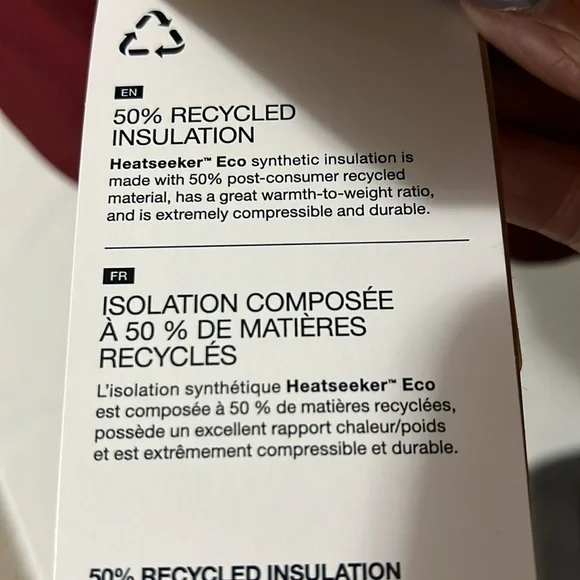 EN
50% RECYCLED
INSULATION
Heatseeker™ Eco synthetic insulation is
made with 50% post-consumer recycled
material, has a great warmth-to-weight ratio,
and is extremely compressible and durable.
FR
ISOLATION COMPOSÉE
À 50 % DE MATIÈRES
RECYCLÉS
L'isolation synthétique Heatseeker™ Eco
est composée à 50 % de matières recyclées,
possède un excellent rapport chaleur/poids
et est extrêmement compressible et durable.
50% RECYCLED INSULATION